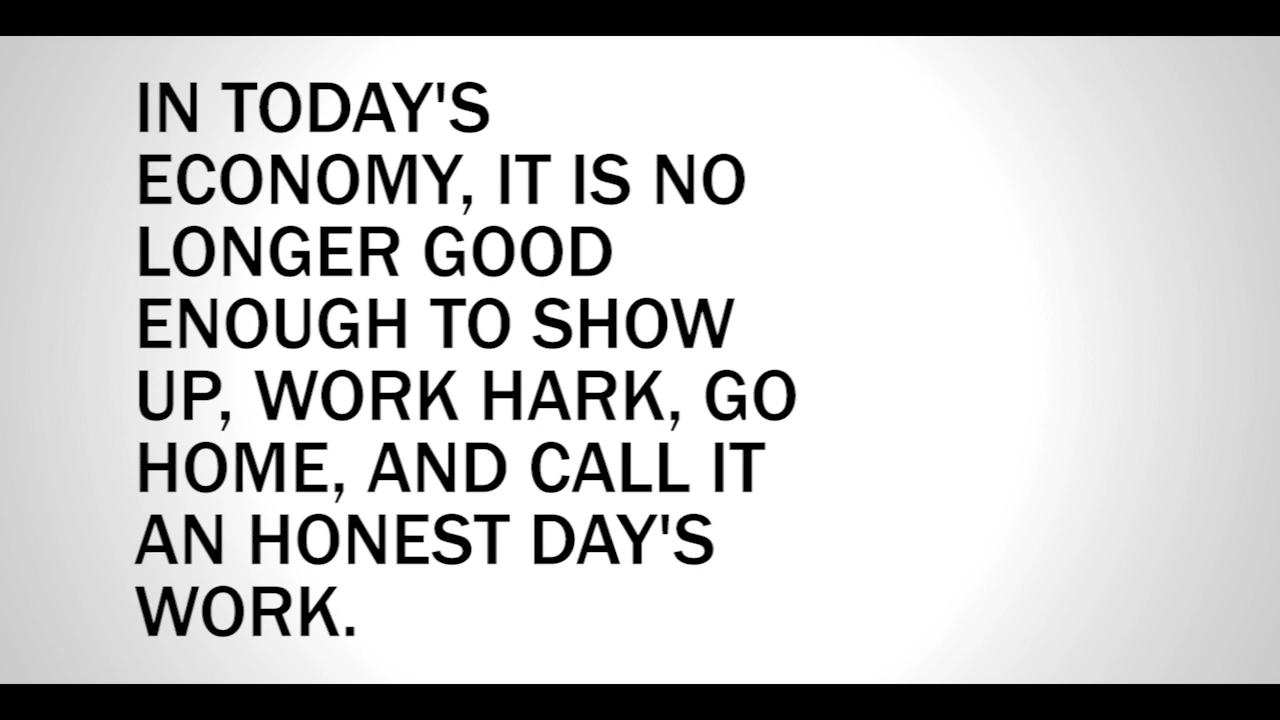 IN TODAY'S
ECONOMY, IT IS NO
LONGER GOOD
ENOUGH TO SHOW
UP, WORK HARK, GO
HOME, AND CALL IT
AN HONEST DAY'S
WORK.